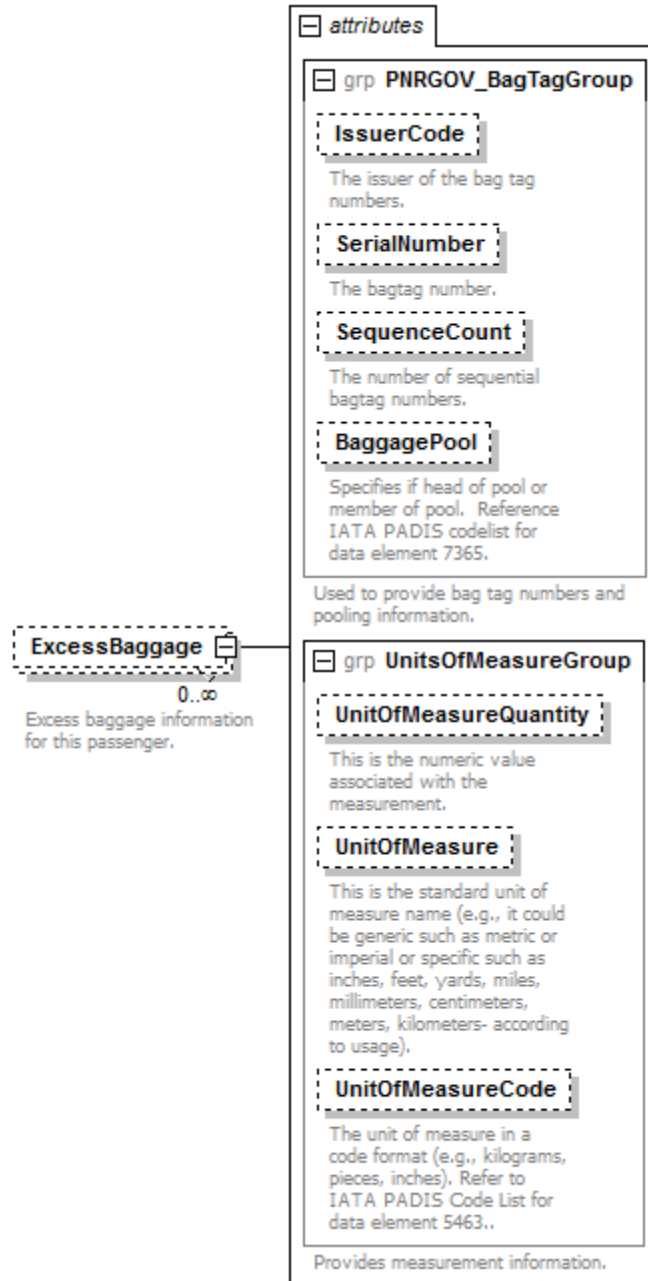 attributes
grp PNRGOV_BagTagGroup
IssuerCode
The issuer of the bag tag
numbers.
SerialNumber
The bagtag number.
SequenceCount
The number of sequential
bagtag numbers.
BaggagePool
Specifies if head of pool or
member of pool. Reference
IATA PADIS codelist for
data element 7365.
Used to provide bag tag numbers and
pooling information.
ExcessBaggage
0..∞
Excess baggage information
for this passenger.
grp UnitsOfMeasureGroup
UnitOfMeasureQuantity
This is the numeric value
associated with the
measurement.
UnitOfMeasure
This is the standard unit of
measure name (e.g., it could
be generic such as metric or
imperial or specific such as
inches, feet, yards, miles,
millimeters, centimeters,
meters, kilometers- according
to usage).
UnitOfMeasureCode
The unit of measure in a
code format (e.g., kilograms,
pieces, inches). Refer to
IATA PADIS Code List for
data element 5463..
Provides measurement information.